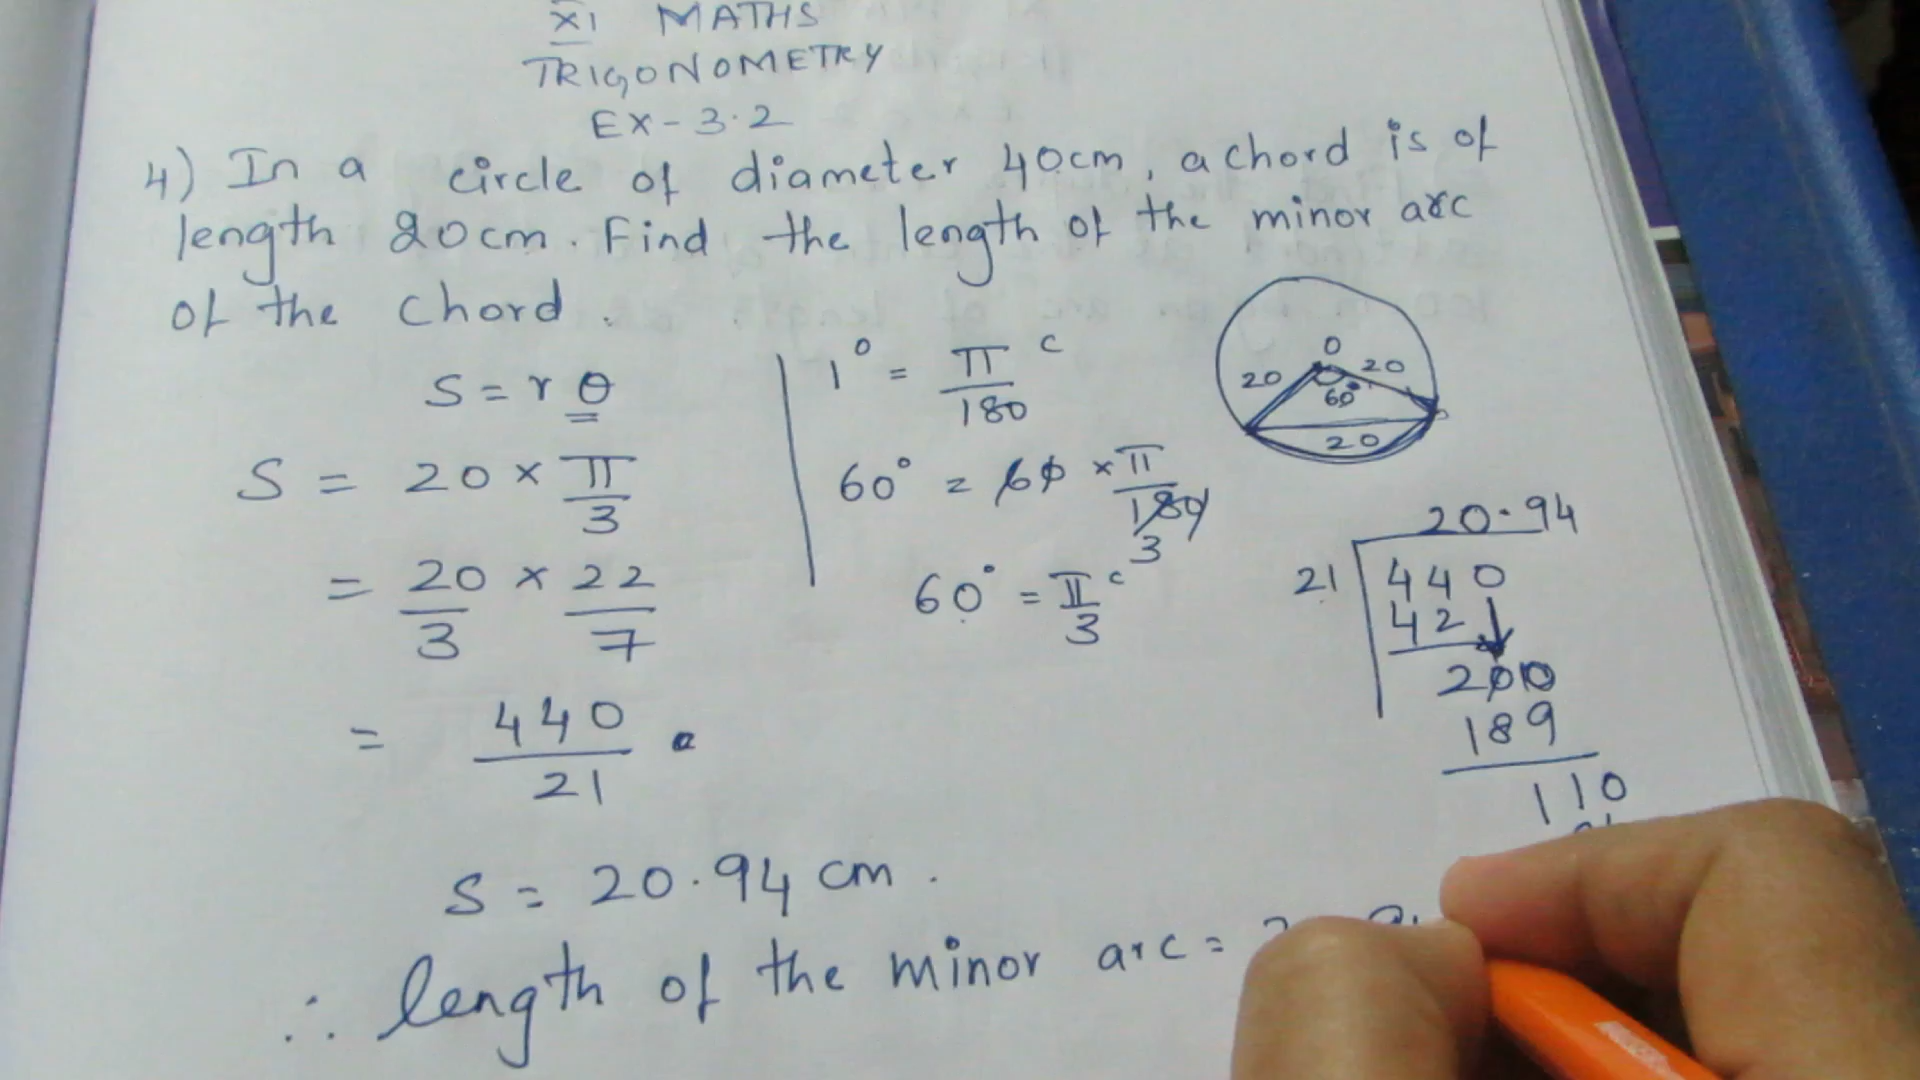 XI MATHS
TRIGONOMETRY
EX-3.2
4) In a circle of diameter 40cm, a chord is of
length 20cm. Find the length of the minor arc
of the chord.
S = r θ
S = 20 × π/3
= 20/3 × 22/7
= 440/21
S = 20.94 cm.
∴ length of the minor arc =
1° = π/180 c
60° = 60 × π/180
3
60° = π/3 c
O
20 20
60°
20
20.94
21 440
42
200
189
110